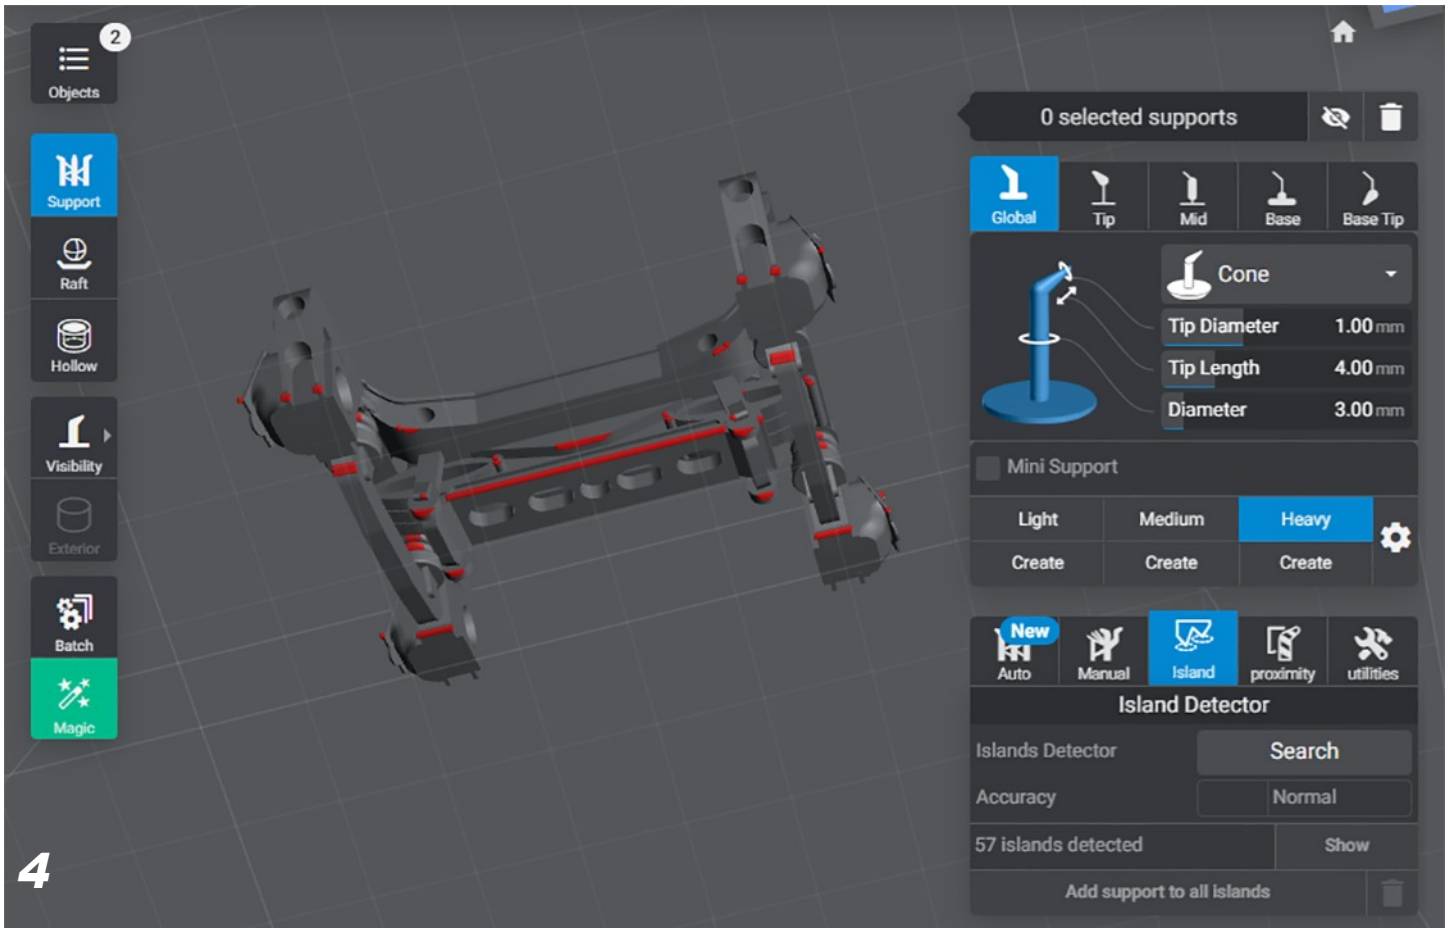 2
Objects
Support
Raft
Hollow
Visibility
Exterior
Batch
Magic
0 selected supports
Global Tip Mid Base Base Tip
Cone
Tip Diameter 1.00 mm
Tip Length 4.00 mm
Diameter 3.00 mm
Mini Support
Light Medium Heavy
Create Create Create
New
Auto Manual Island proximity utilities
Island Detector
Islands Detector Search
Accuracy Normal
57 islands detected Show
Add support to all islands
4